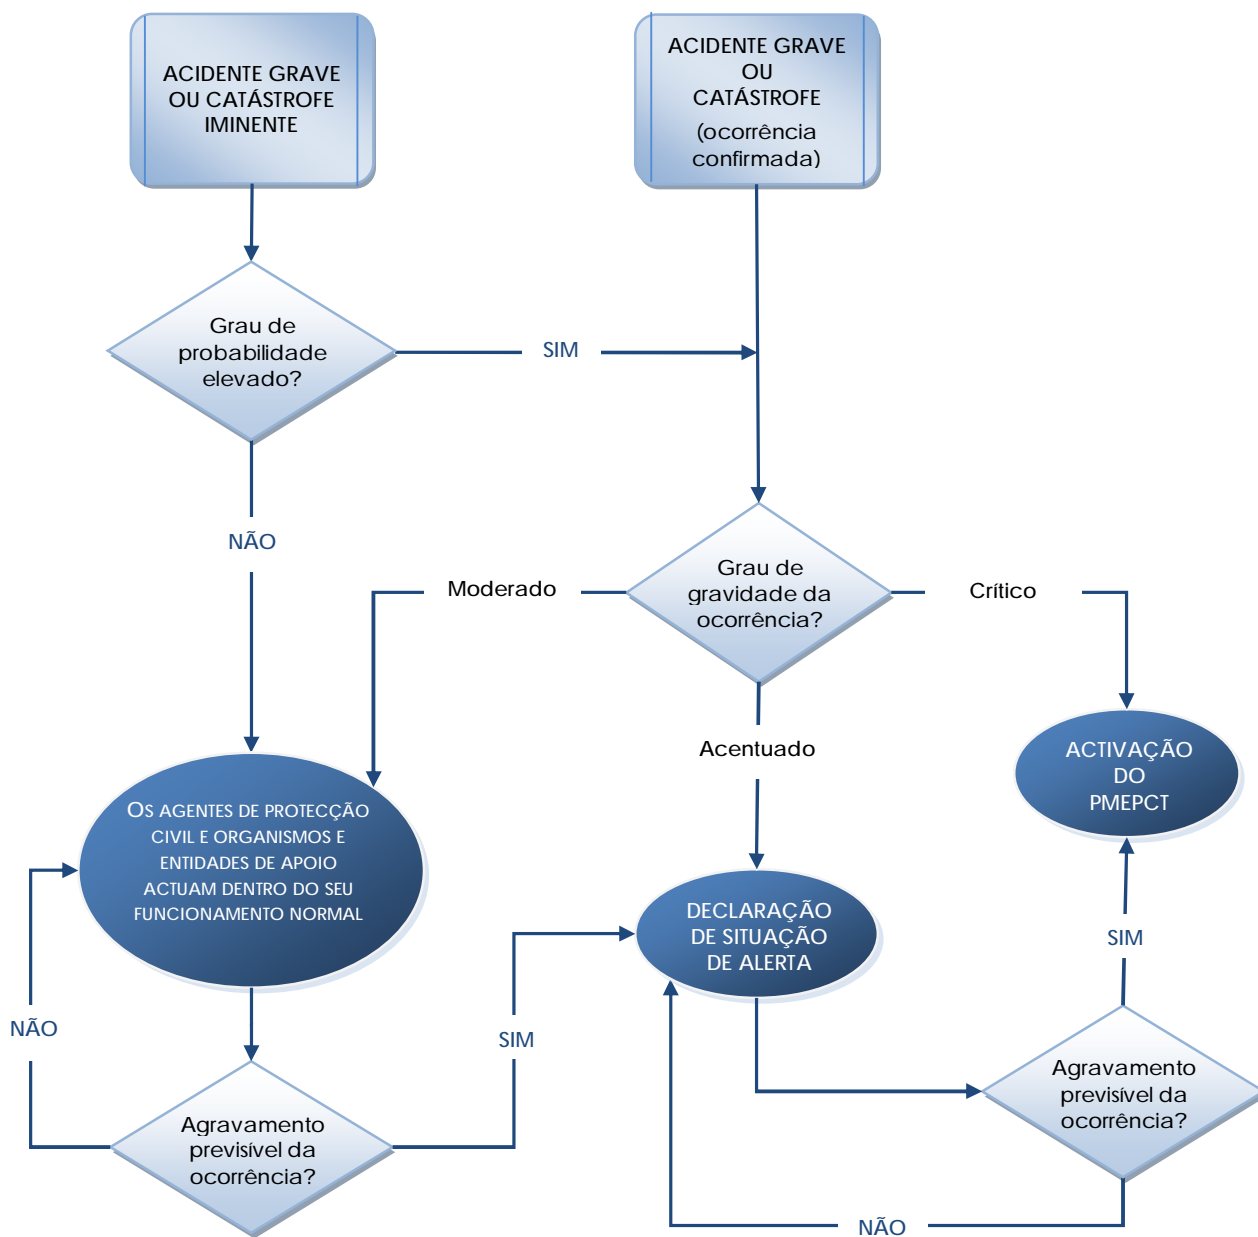 ACIDENTE GRAVE
OU CATÁSTROFE
IMINENTE
ACIDENTE GRAVE
OU
CATÁSTROFE
(ocorrência
confirmada)
Grau de
probabilidade
elevado?
SIM
NÃO
Grau de
gravidade da
ocorrência?
Moderado
Crítico
Acentuado
ACTIVAÇÃO
DO
PMEPCT
OS AGENTES DE PROTECÇÃO
CIVIL E ORGANISMOS E
ENTIDADES DE APOIO
ACTUAM DENTRO DO SEU
FUNCIONAMENTO NORMAL
DECLARAÇÃO
DE SITUAÇÃO
DE ALERTA
SIM
NÃO
SIM
Agravamento
previsível da
ocorrência?
Agravamento
previsível da
ocorrência?
NÃO